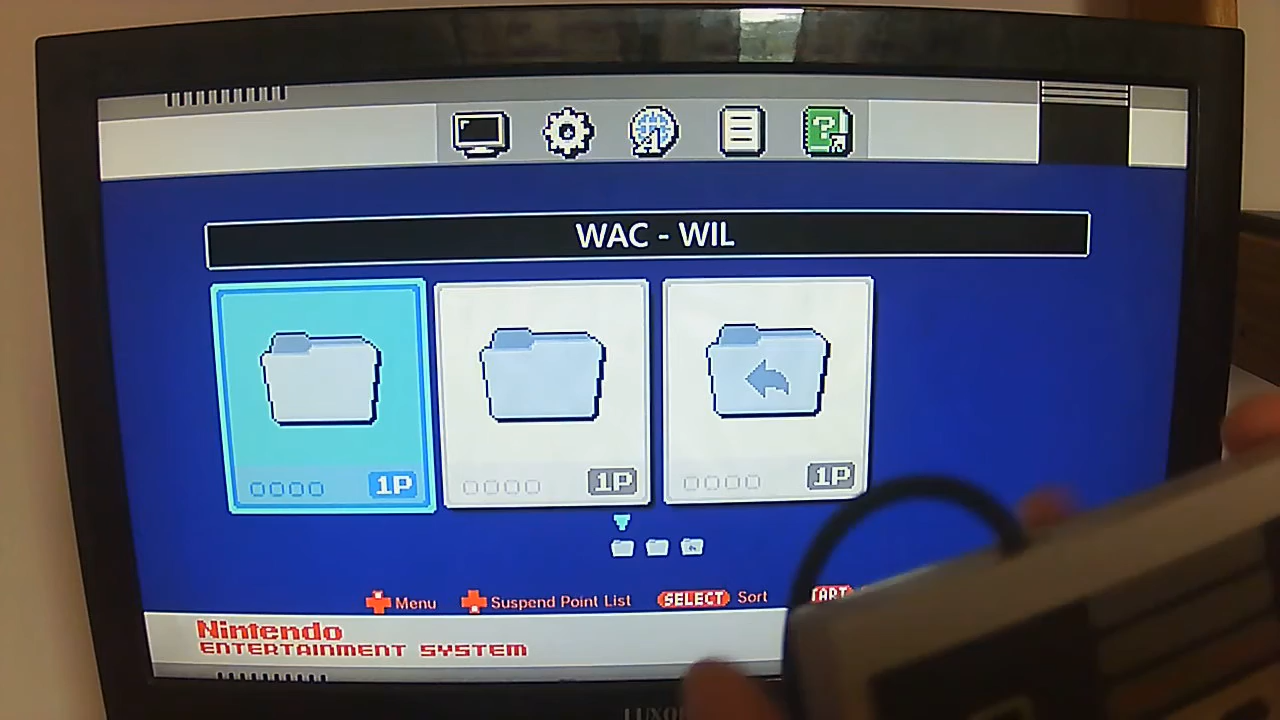 WAC - WIL
1P
1P
1P
Menu
Suspend Point List
SELECT Sort
Nintendo
ENTERTAINMENT SYSTEM